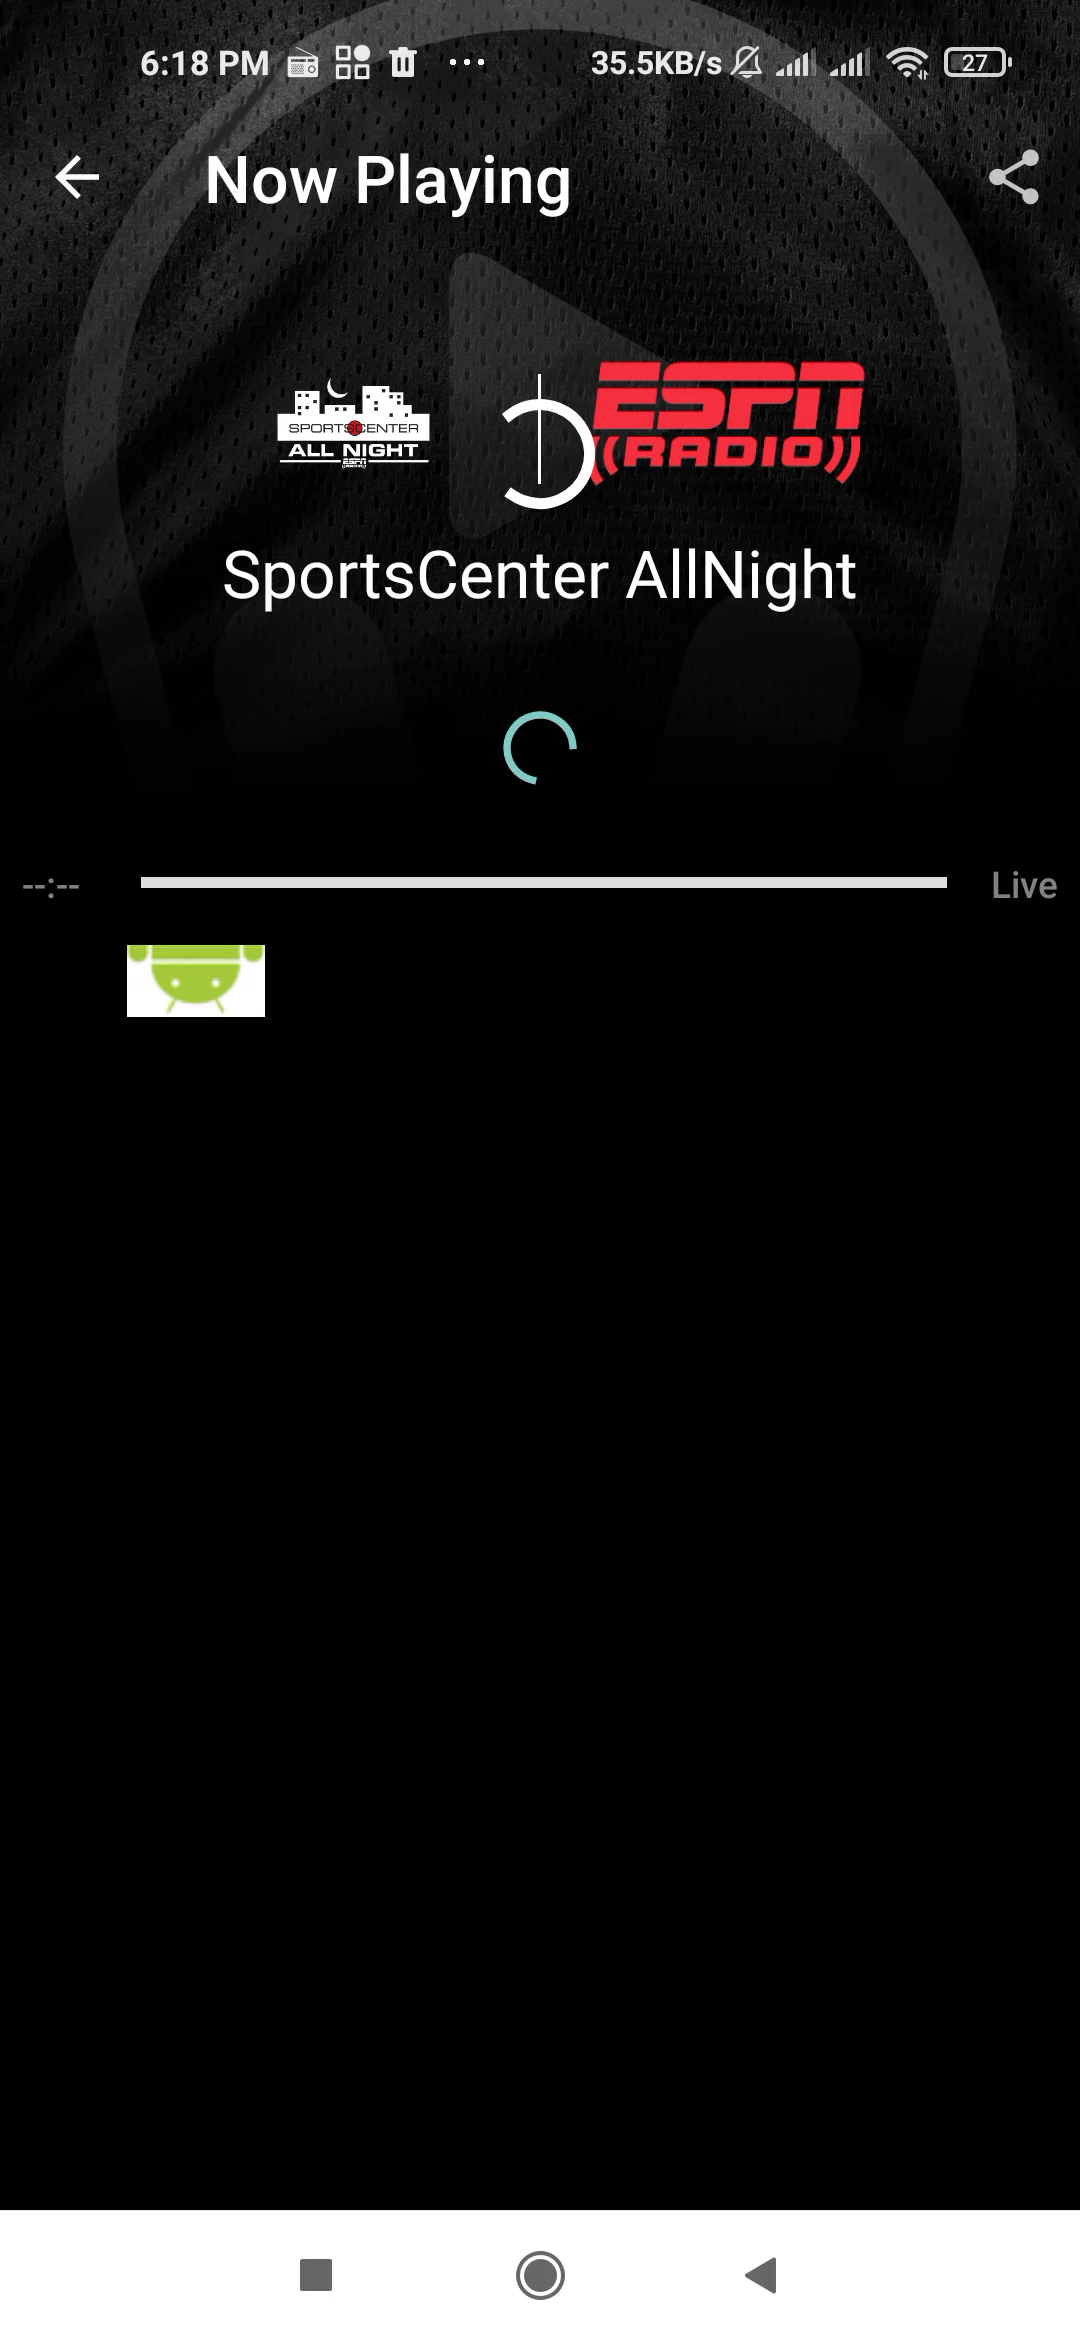 6:18 PM 35.5KB/s 27
Now Playing
SPORTSCENTER
ALL NIGHT
ESPN
RADIO
SportsCenter AllNight
--:-- Live